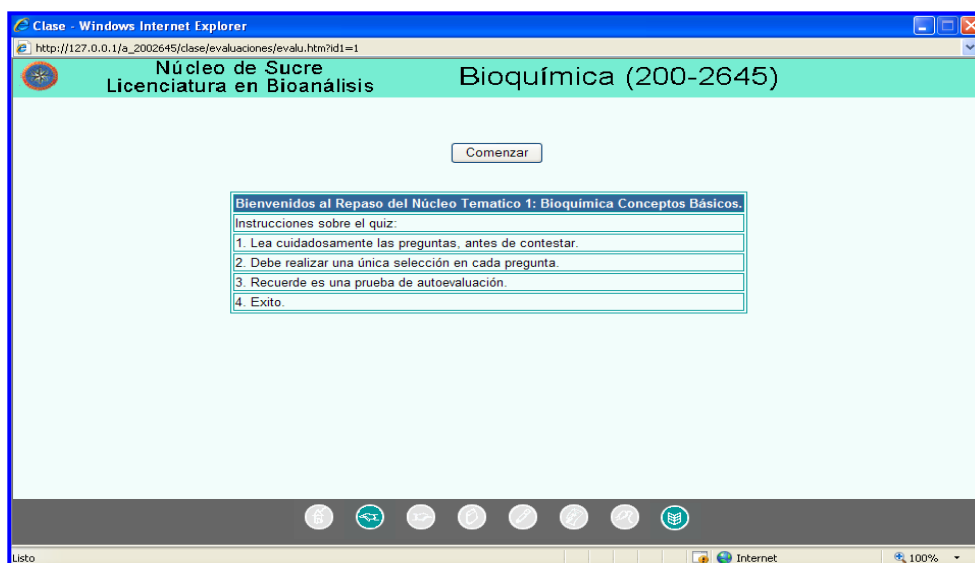 Clase - Windows Internet Explorer
http://127.0.0.1/a_2002645/clase/evaluaciones/evalu.htm?id1=1
Núcleo de Sucre
Licenciatura en Bioanálisis
Bioquímica (200-2645)
Comenzar
Bienvenidos al Repaso del Núcleo Tematico 1: Bioquímica Conceptos Básicos.
Instrucciones sobre el quiz:
1. Lea cuidadosamente las preguntas, antes de contestar.
2. Debe realizar una única selección en cada pregunta.
3. Recuerde es una prueba de autoevaluación.
4. Exito.
Listo
Internet
100%